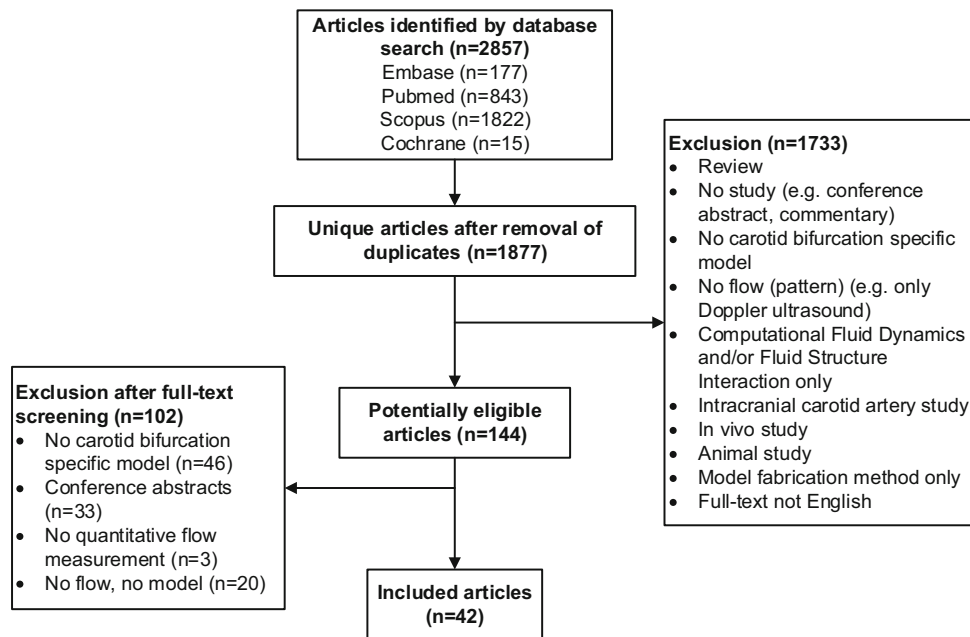 Articles identified by database
search (n=2857)
Embase (n=177)
Pubmed (n=843)
Scopus (n=1822)
Cochrane (n=15)
Unique articles after removal of
duplicates (n=1877)
Exclusion (n=1733)
• Review
• No study (e.g. conference
abstract, commentary)
• No carotid bifurcation specific
model
• No flow (pattern) (e.g. only
Doppler ultrasound)
• Computational Fluid Dynamics
and/or Fluid Structure
Interaction only
• Intracranial carotid artery study
• In vivo study
• Animal study
• Model fabrication method only
• Full-text not English
Potentially eligible
articles (n=144)
Exclusion after full-text
screening (n=102)
• No carotid bifurcation
specific model (n=46)
• Conference abstracts
(n=33)
• No quantitative flow
measurement (n=3)
• No flow, no model (n=20)
Included articles
(n=42)